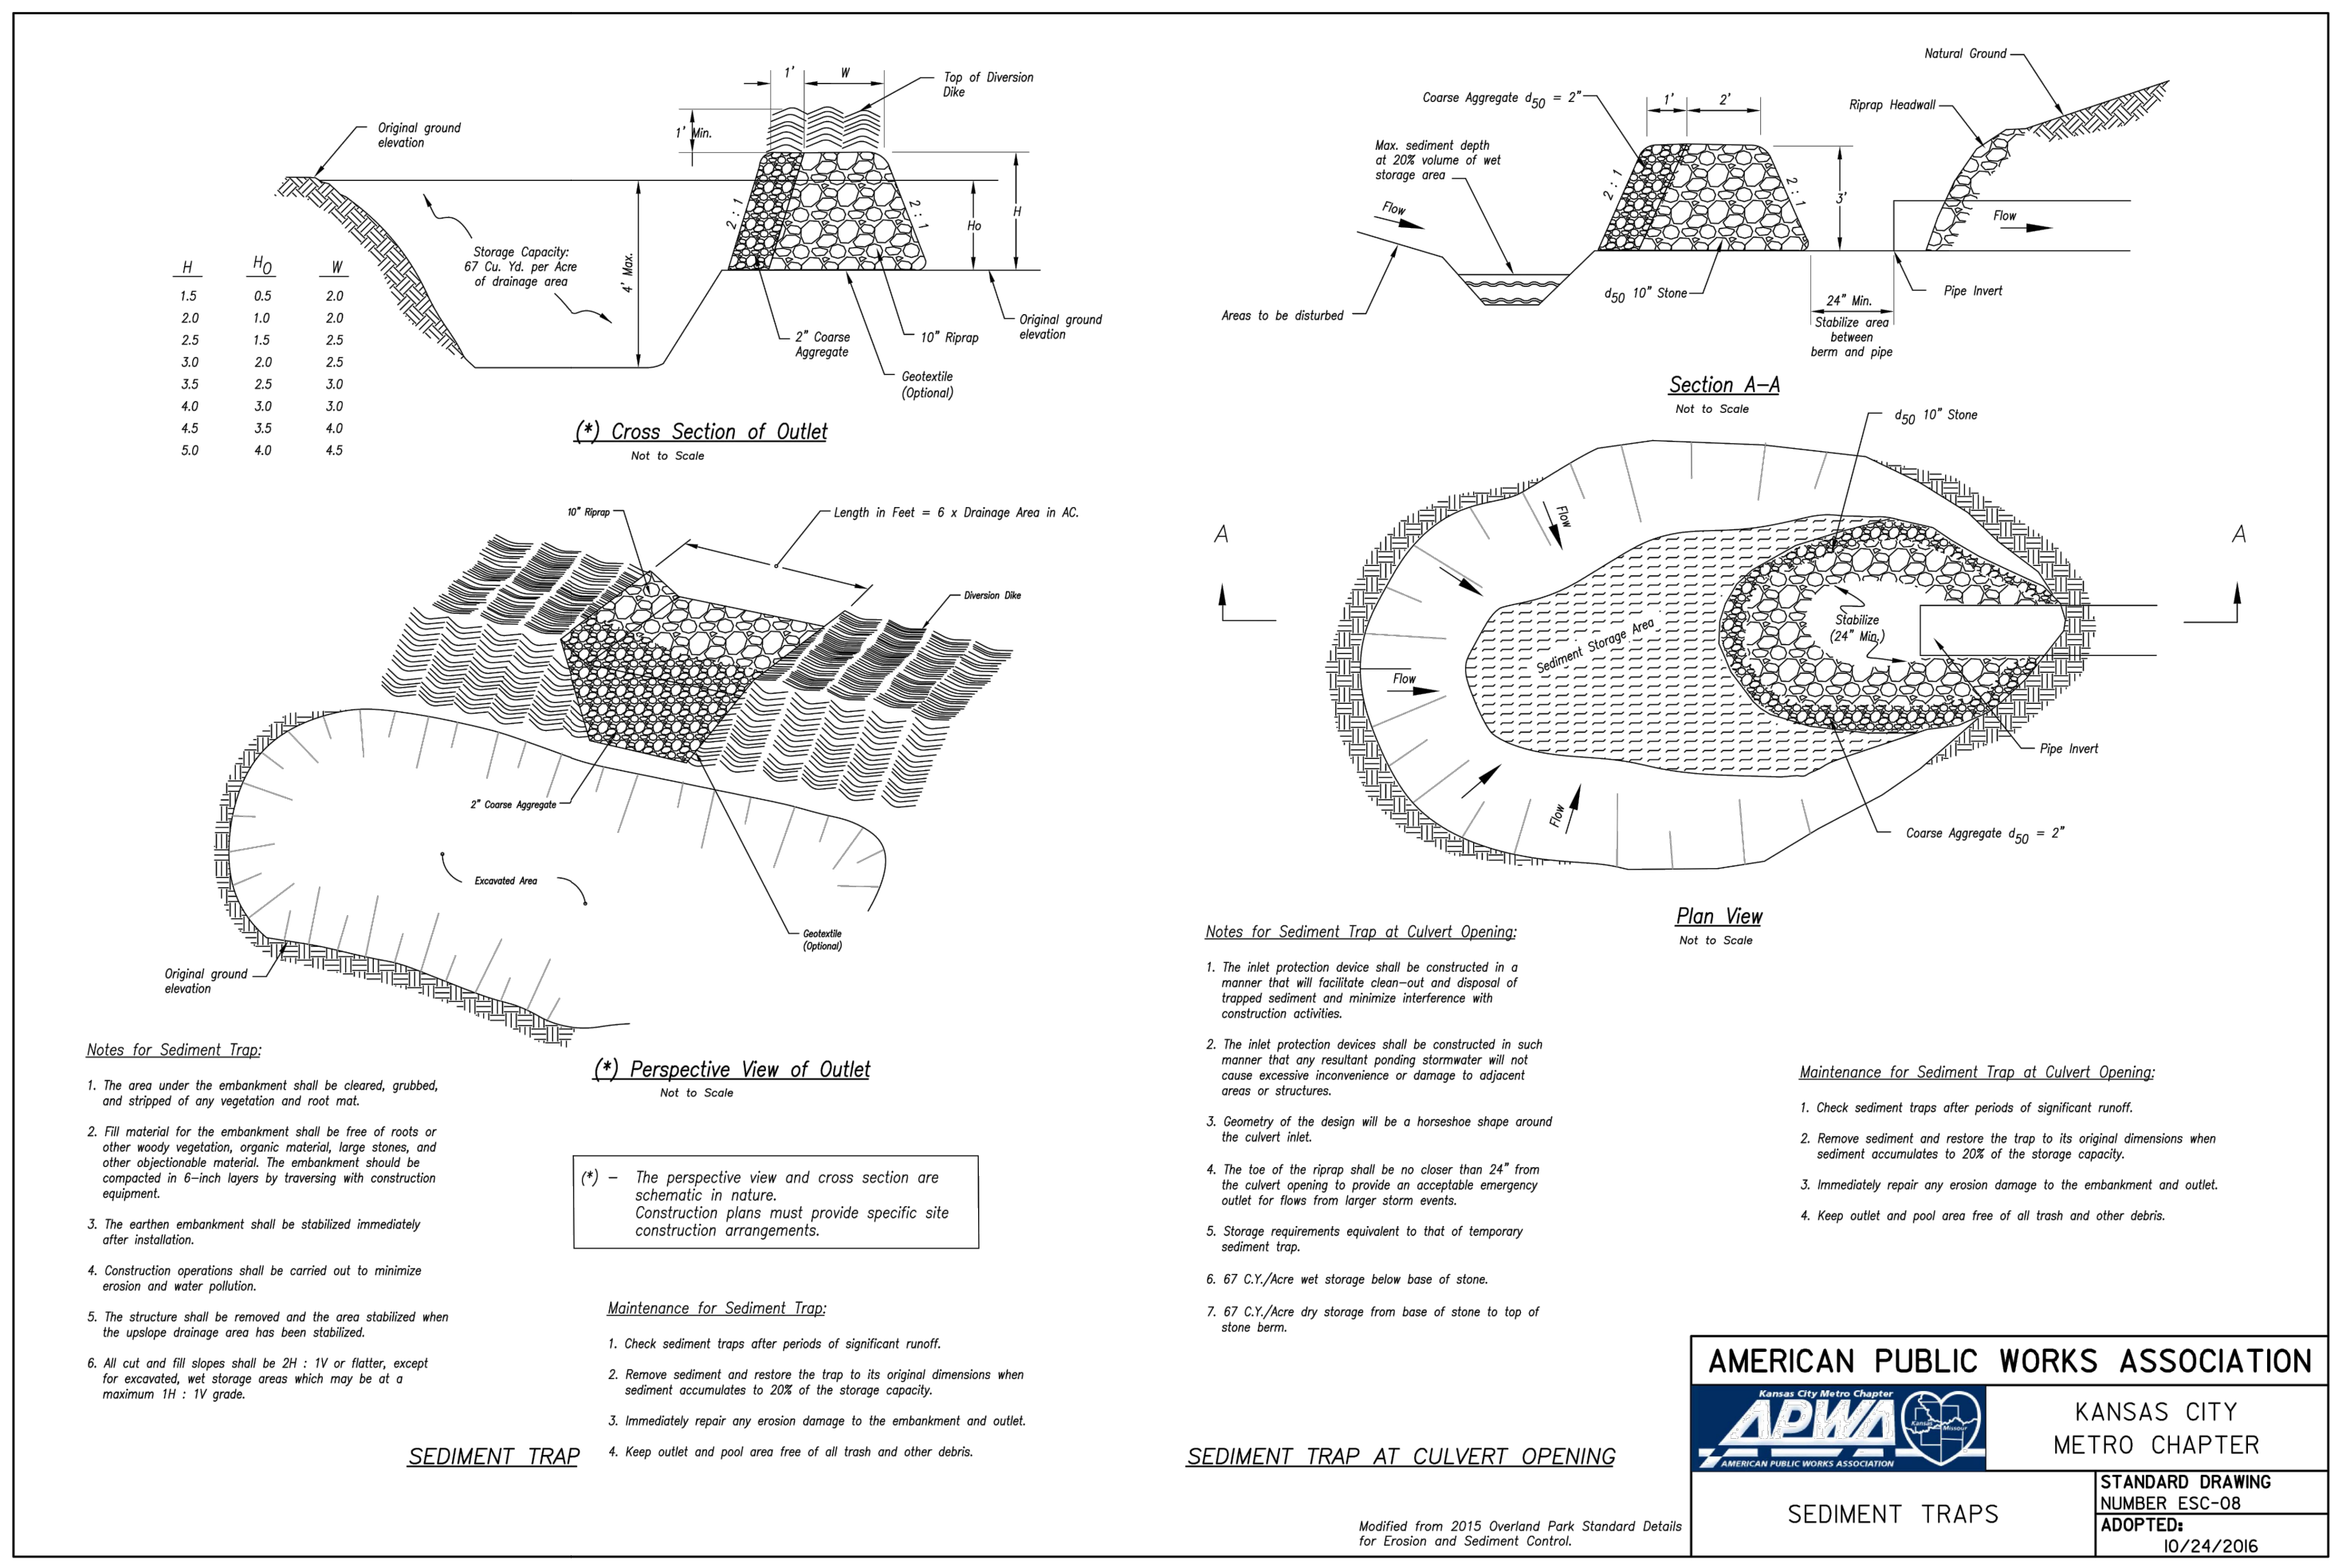 1'
W
Top of Diversion
Dike
1' Min.
Original ground
elevation
2 : 1
2 : 1
Ho
H
Storage Capacity:
67 Cu. Yd. per Acre
of drainage area
4' Max.
2" Coarse
Aggregate
10" Riprap
Original ground
elevation
Geotextile
(Optional)
H HO W
1.5 0.5 2.0
2.0 1.0 2.0
2.5 1.5 2.5
3.0 2.0 2.5
3.5 2.5 3.0
4.0 3.0 3.0
4.5 3.5 4.0
5.0 4.0 4.5
(*) Cross Section of Outlet
Not to Scale
10" Riprap
Length in Feet = 6 x Drainage Area in AC.
Diversion Dike
2" Coarse Aggregate
Excavated Area
Geotextile
(Optional)
Original ground
elevation
(*) Perspective View of Outlet
Not to Scale
Notes for Sediment Trap:
1. The area under the embankment shall be cleared, grubbed,
and stripped of any vegetation and root mat.
2. Fill material for the embankment shall be free of roots or
other woody vegetation, organic material, large stones, and
other objectionable material. The embankment should be
compacted in 6-inch layers by traversing with construction
equipment.
3. The earthen embankment shall be stabilized immediately
after installation.
4. Construction operations shall be carried out to minimize
erosion and water pollution.
5. The structure shall be removed and the area stabilized when
the upslope drainage area has been stabilized.
6. All cut and fill slopes shall be 2H : 1V or flatter, except
for excavated, wet storage areas which may be at a
maximum 1H : 1V grade.
(*) - The perspective view and cross section are
schematic in nature.
Construction plans must provide specific site
construction arrangements.
Maintenance for Sediment Trap:
1. Check sediment traps after periods of significant runoff.
2. Remove sediment and restore the trap to its original dimensions when
sediment accumulates to 20% of the storage capacity.
3. Immediately repair any erosion damage to the embankment and outlet.
4. Keep outlet and pool area free of all trash and other debris.
SEDIMENT TRAP
Natural Ground
Coarse Aggregate d50 = 2"
1'
2'
Riprap Headwall
Max. sediment depth
at 20% volume of wet
storage area
2 : 1
2 : 1
3'
Flow
Flow
Areas to be disturbed
d50 10" Stone
24" Min.
Stabilize area
between
berm and pipe
Pipe Invert
Section A-A
Not to Scale
d50 10" Stone
A
A
Flow
Stabilize
(24" Min.)
Sediment Storage Area
Flow
Flow
Pipe Invert
Coarse Aggregate d50 = 2"
Plan View
Not to Scale
Notes for Sediment Trap at Culvert Opening:
1. The inlet protection device shall be constructed in a
manner that will facilitate clean-out and disposal of
trapped sediment and minimize interference with
construction activities.
2. The inlet protection devices shall be constructed in such
manner that any resultant ponding stormwater will not
cause excessive inconvenience or damage to adjacent
areas or structures.
3. Geometry of the design will be a horseshoe shape around
the culvert inlet.
4. The toe of the riprap shall be no closer than 24" from
the culvert opening to provide an acceptable emergency
outlet for flows from larger storm events.
5. Storage requirements equivalent to that of temporary
sediment trap.
6. 67 C.Y./Acre wet storage below base of stone.
7. 67 C.Y./Acre dry storage from base of stone to top of
stone berm.
Maintenance for Sediment Trap at Culvert Opening:
1. Check sediment traps after periods of significant runoff.
2. Remove sediment and restore the trap to its original dimensions when
sediment accumulates to 20% of the storage capacity.
3. Immediately repair any erosion damage to the embankment and outlet.
4. Keep outlet and pool area free of all trash and other debris.
SEDIMENT TRAP AT CULVERT OPENING
Modified from 2015 Overland Park Standard Details
for Erosion and Sediment Control.
AMERICAN PUBLIC WORKS ASSOCIATION
Kansas City Metro Chapter
APWA
Kansas
Missouri
AMERICAN PUBLIC WORKS ASSOCIATION
KANSAS CITY
METRO CHAPTER
SEDIMENT TRAPS
STANDARD DRAWING
NUMBER ESC-08
ADOPTED:
10/24/2016